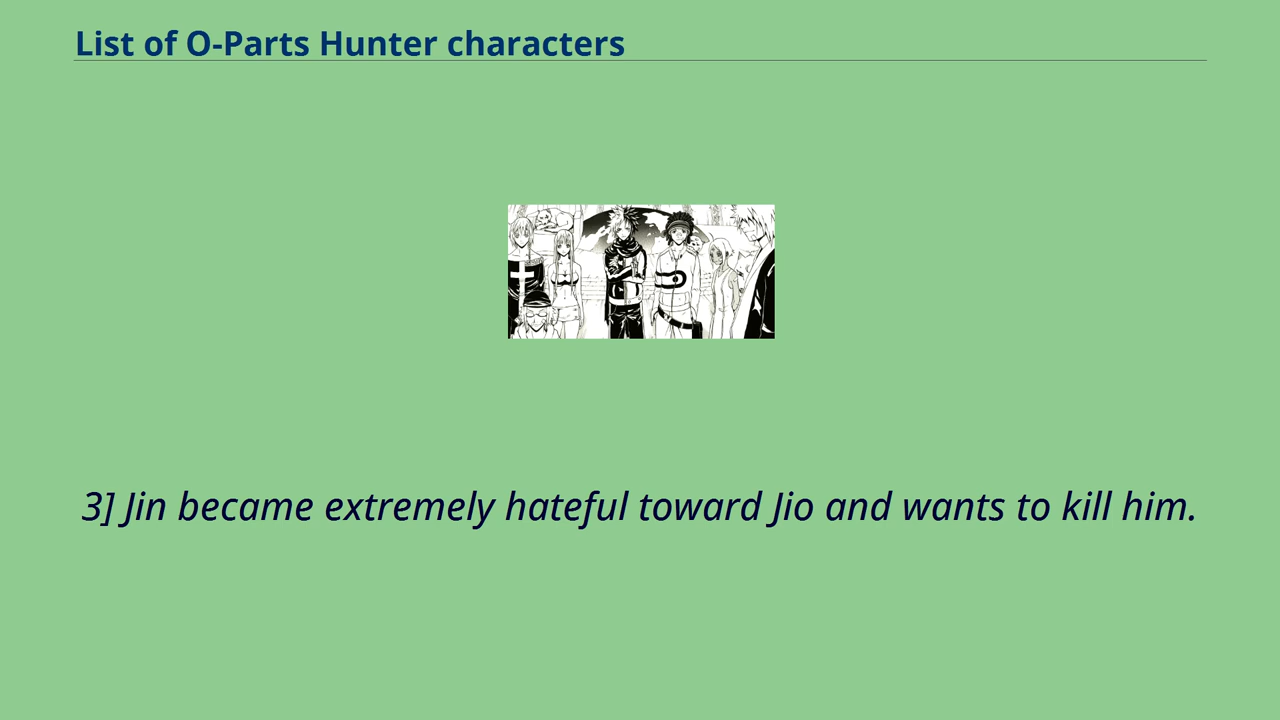 List of O-Parts Hunter characters
3] Jin became extremely hateful toward Jio and wants to kill him.